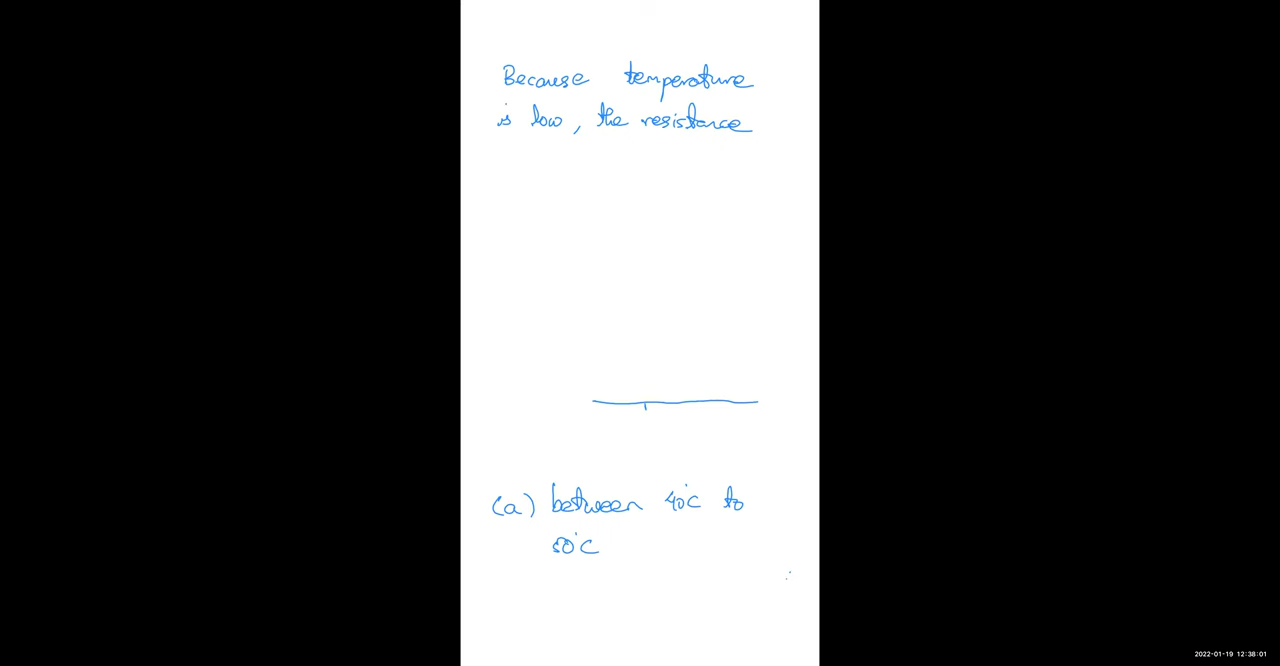 Because temperature
is low, the resistance
(a) between 40°C to
50°C
2022-01-19 12:38:01